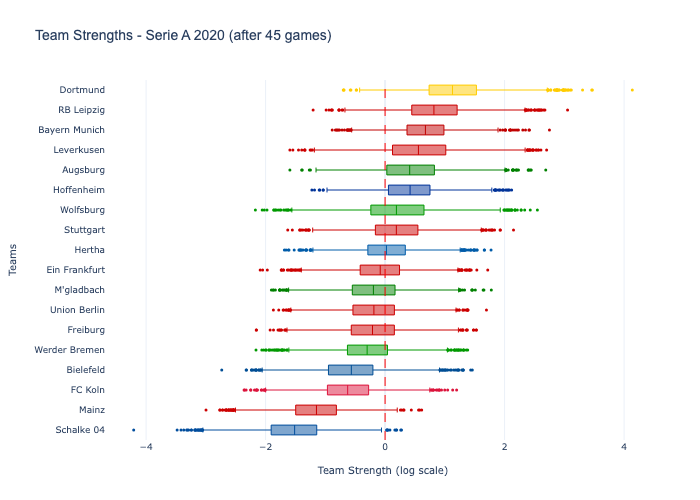 Team Strengths - Serie A 2020 (after 45 games)
Dortmund
RB Leipzig
Bayern Munich
Leverkusen
Augsburg
Hoffenheim
Wolfsburg
Stuttgart
Hertha
Ein Frankfurt
M'gladbach
Union Berlin
Freiburg
Werder Bremen
Bielefeld
FC Koln
Mainz
Schalke 04
Teams
−4 −2 0 2 4
Team Strength (log scale)